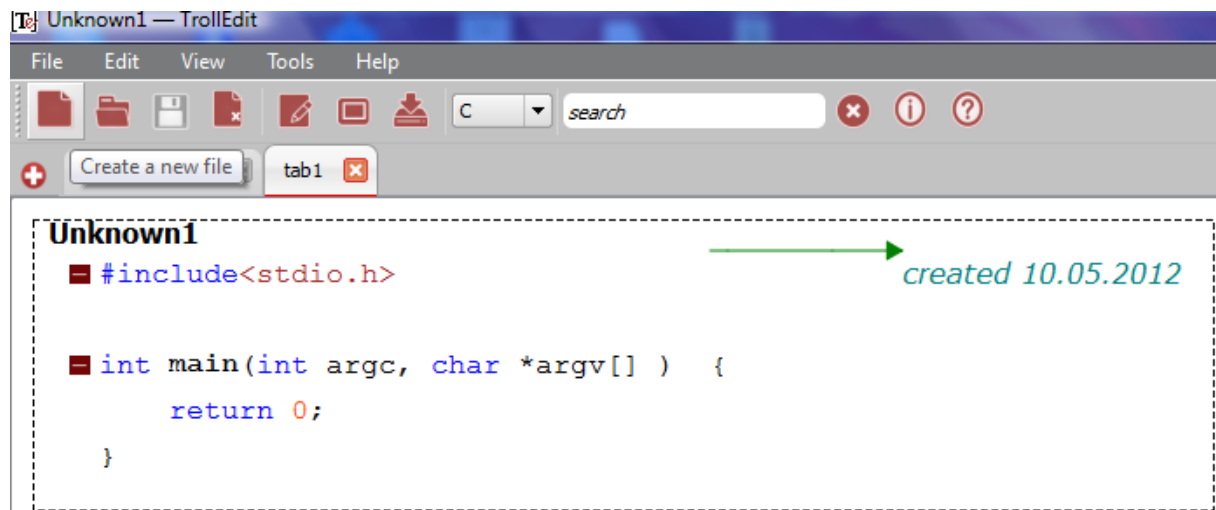 Te Unknown1 — TrollEdit
File Edit View Tools Help
C search
Create a new file tab1
Unknown1
#include<stdio.h> created 10.05.2012
int main(int argc, char *argv[] ) {
return 0;
}